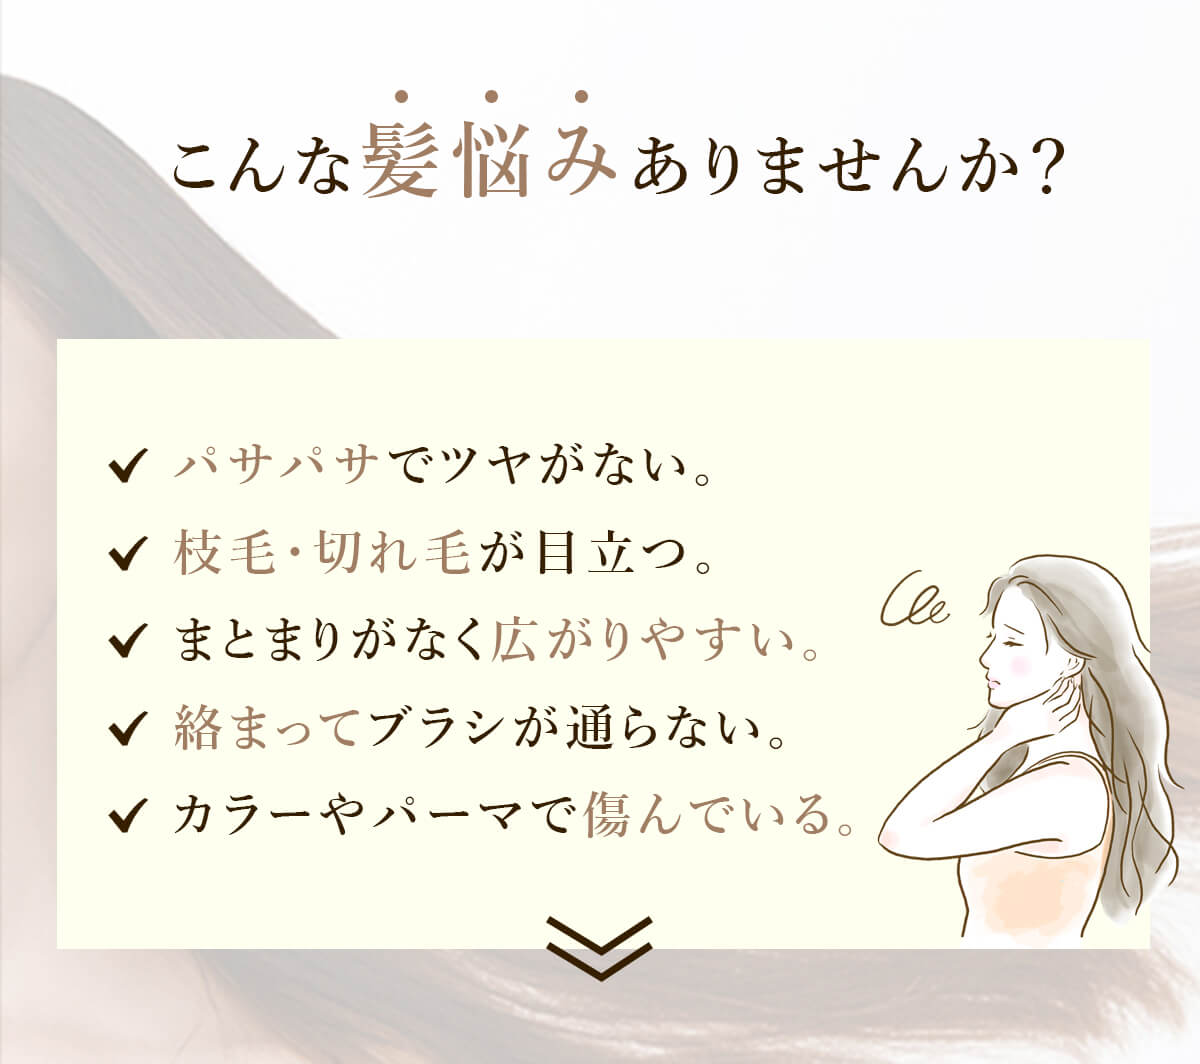 こんな髪悩みありませんか？
パサパサでツヤがない。
枝毛・切れ毛が目立つ。
まとまりがなく広がりやすい。
絡まってブラシが通らない。
カラーやパーマで傷んでいる。